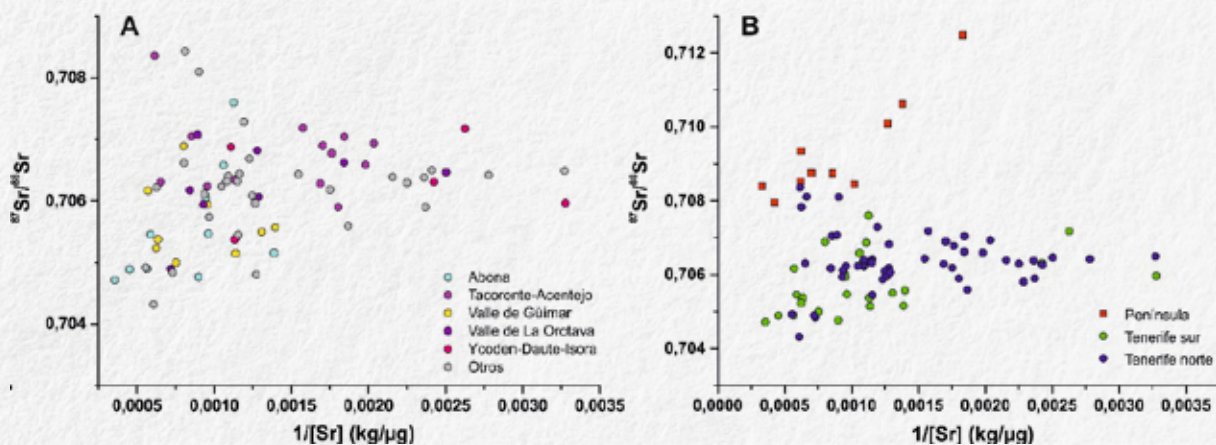 A
0,708
0,706
0,704
⁸⁷Sr/⁸⁶Sr
0,0005 0,0010 0,0015 0,0020 0,0025 0,0030 0,0035
1/[Sr] (kg/µg)
Abona
Tacoronte-Acentejo
Valle de Güimar
Valle de La Orotava
Ycoden-Daute-Isora
Otros
B
0,712
0,710
0,708
0,706
0,704
⁸⁷Sr/⁸⁶Sr
0,0000 0,0005 0,0010 0,0015 0,0020 0,0025 0,0030 0,0035
1/[Sr] (kg/µg)
Península
Tenerife sur
Tenerife norte